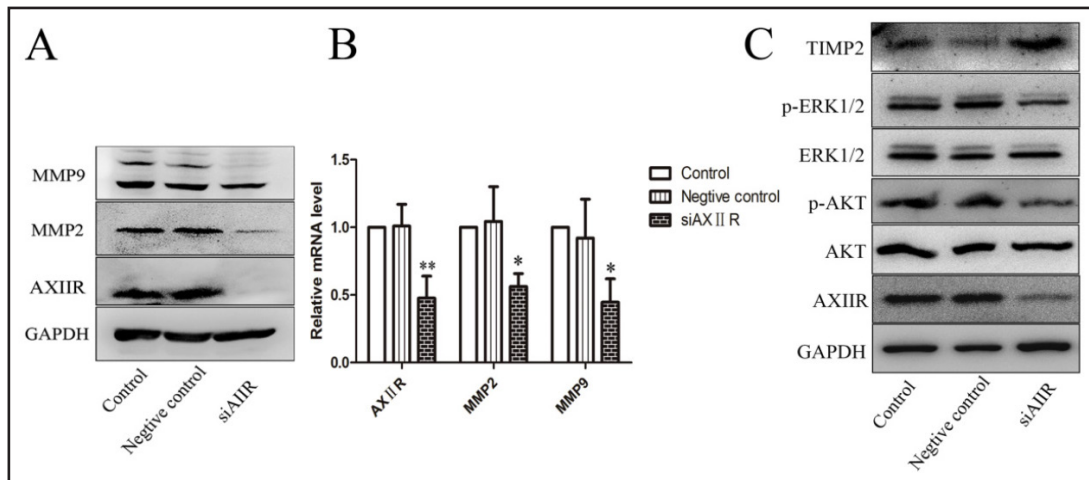 A
MMP9
MMP2
AXIIR
GAPDH
Control
Negtive control
siAIIR
B
Relative mRNA level
1.5
1.0
0.5
0.0
**
*
*
AXⅡR
MMP2
MMP9
Control
Negtive control
siAXⅡR
C
TIMP2
p-ERK1/2
ERK1/2
p-AKT
AKT
AXIIR
GAPDH
Control
Negtive control
siAIIR